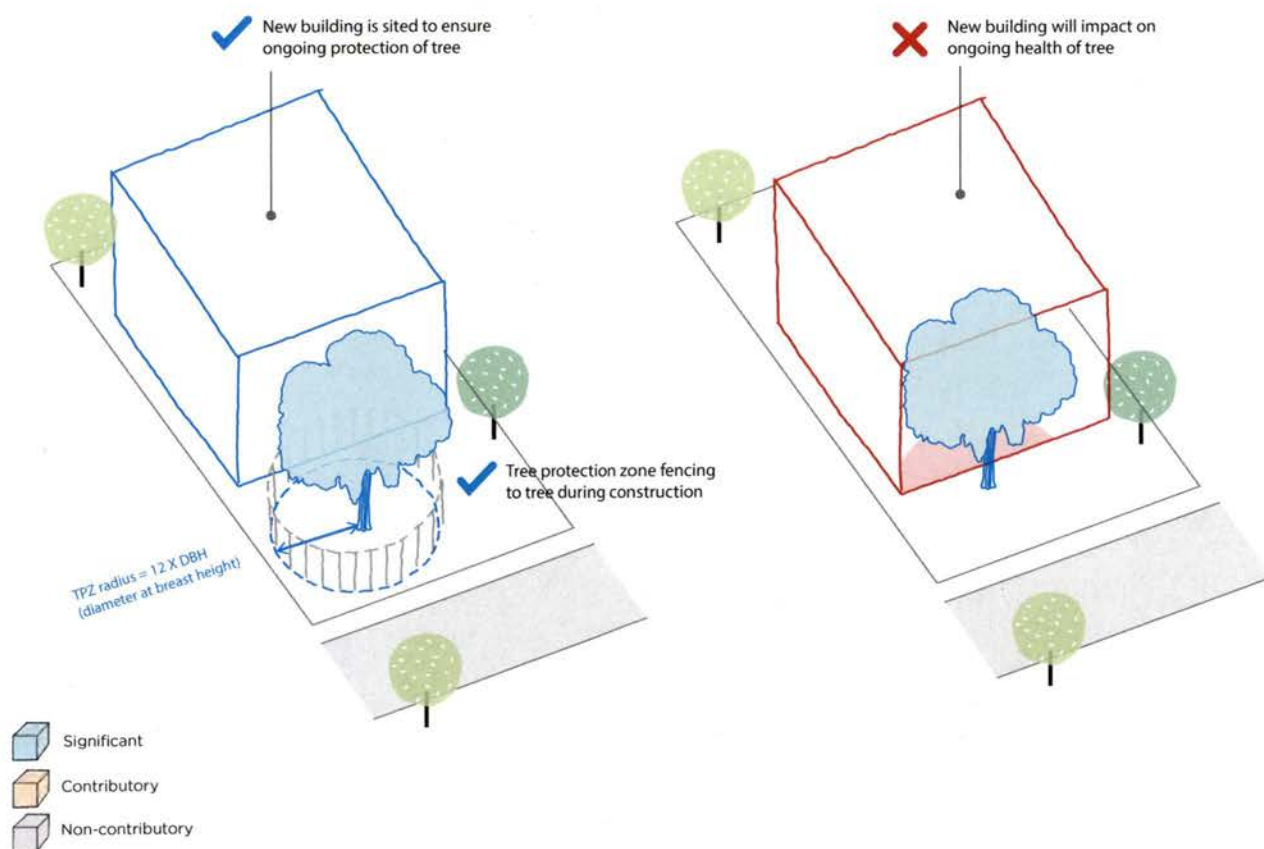 New building is sited to ensure
ongoing protection of tree
New building will impact on
ongoing health of tree
Tree protection zone fencing
to tree during construction
TPZ radius = 12 X DBH
(diameter at breast height)
Significant
Contributory
Non-contributory